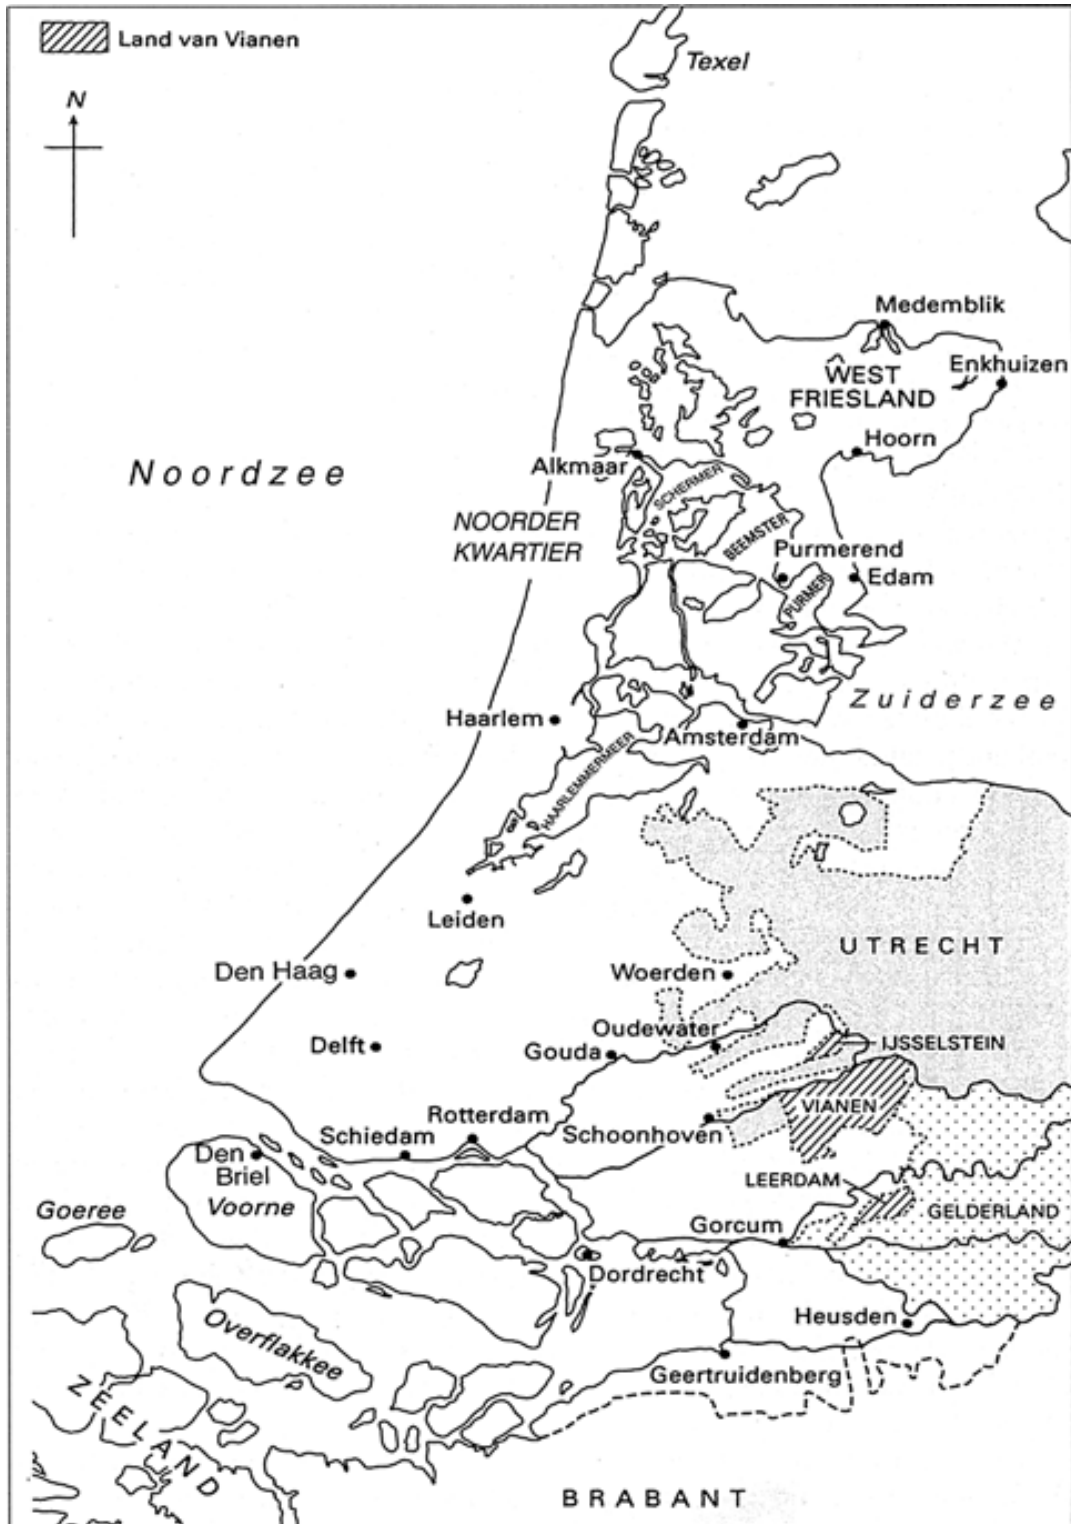 Land van Vianen
Texel
N
Medemblik
Enkhuizen
WEST
FRIESLAND
Hoorn
Noordzee
Alkmaar
SCHERMER
NOORDER
KWARTIER
BEEMSTER
Purmerend
Edam
PURMER
Zuiderzee
Haarlem
Amsterdam
HAARLEMMERMEER
Leiden
UTRECHT
Den Haag
Woerden
Oudewater
Delft
Gouda
IJSSELSTEIN
VIANEN
Rotterdam
Schiedam
Schoonhoven
Den
Briel
Voorne
LEERDAM
Goeree
Gorcum
GELDERLAND
Dordrecht
Heusden
Overflakkee
Geertruidenberg
ZEELAND
BRABANT